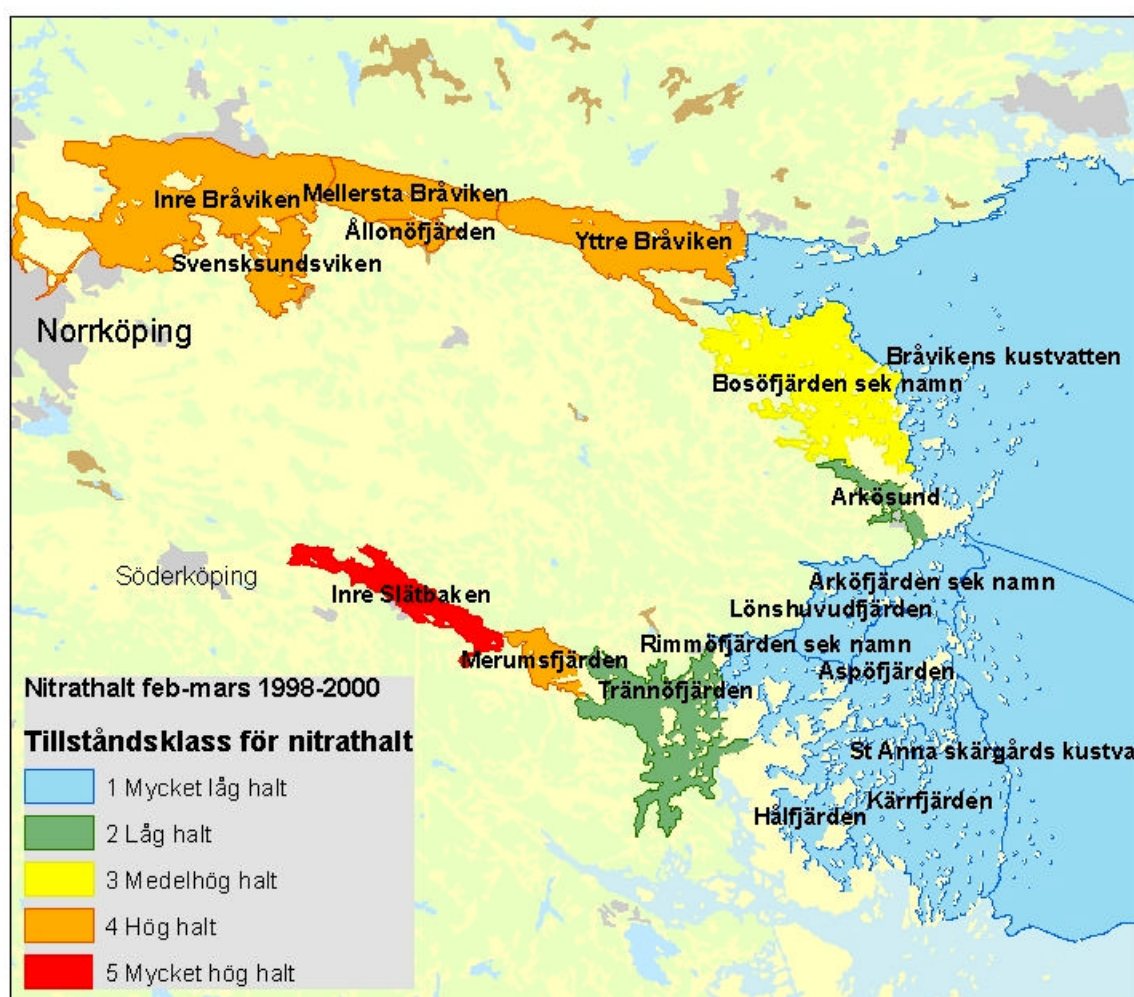 Inre Bråviken
Mellersta Bråviken
Ållonöfjärden
Yttre Bråviken
Svensksundsviken
Norrköping
Bråvikens kustvatten
Bosöfjärden sek namn
Arkösund
Söderköping
Inre Slätbaken
Arköfjärden sek namn
Lönshuvudfjärden
Rimmöfjärden sek namn
Merumsfjärden
Aspöfjärden
Trännöfjärden
St Anna skärgårds kustva
Kärrfjärden
Hålfjärden
Nitrathalt feb-mars 1998-2000
Tillståndsklass för nitrathalt
1 Mycket låg halt
2 Låg halt
3 Medelhög halt
4 Hög halt
5 Mycket hög halt